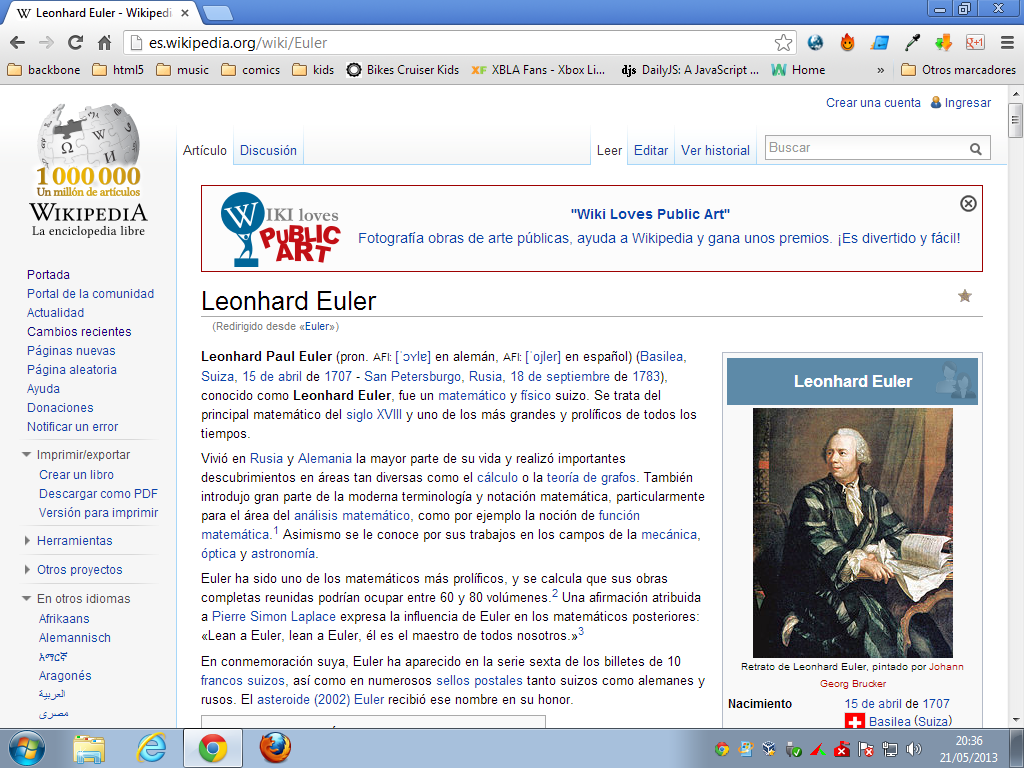 Leonhard Euler - Wikipedi
es.wikipedia.org/wiki/Euler
backbone html5 music comics kids Bikes Cruiser Kids XBLA Fans - Xbox Li... DailyJS: A JavaScript ... Home » Otros marcadores
Crear una cuenta Ingresar
Artículo Discusión Leer Editar Ver historial Buscar
1 000 000
Un millón de artículos
WIKIPEDIA
La enciclopedia libre
Portada
Portal de la comunidad
Actualidad
Cambios recientes
Páginas nuevas
Página aleatoria
Ayuda
Donaciones
Notificar un error
Imprimir/exportar
Crear un libro
Descargar como PDF
Versión para imprimir
Herramientas
Otros proyectos
En otros idiomas
Afrikaans
Alemannisch
አማርኛ
Aragonés
العربية
مصرى
WIKI loves
PUBLIC
ART
"Wiki Loves Public Art"
Fotografía obras de arte públicas, ayuda a Wikipedia y gana unos premios. ¡Es divertido y fácil!
Leonhard Euler
(Redirigido desde «Euler»)
Leonhard Paul Euler (pron. AFI: [ˈɔʏlɐ] en alemán, AFI: [ˈojler] en español) (Basilea,
Suiza, 15 de abril de 1707 - San Petersburgo, Rusia, 18 de septiembre de 1783),
conocido como Leonhard Euler, fue un matemático y físico suizo. Se trata del
principal matemático del siglo XVIII y uno de los más grandes y prolíficos de todos los
tiempos.
Vivió en Rusia y Alemania la mayor parte de su vida y realizó importantes
descubrimientos en áreas tan diversas como el cálculo o la teoría de grafos. También
introdujo gran parte de la moderna terminología y notación matemática, particularmente
para el área del análisis matemático, como por ejemplo la noción de función
matemática.1 Asimismo se le conoce por sus trabajos en los campos de la mecánica,
óptica y astronomía.
Euler ha sido uno de los matemáticos más prolíficos, y se calcula que sus obras
completas reunidas podrían ocupar entre 60 y 80 volúmenes.2 Una afirmación atribuida
a Pierre Simon Laplace expresa la influencia de Euler en los matemáticos posteriores:
«Lean a Euler, lean a Euler, él es el maestro de todos nosotros.»3
En conmemoración suya, Euler ha aparecido en la serie sexta de los billetes de 10
francos suizos, así como en numerosos sellos postales tanto suizos como alemanes y
rusos. El asteroide (2002) Euler recibió ese nombre en su honor.
Leonhard Euler
Retrato de Leonhard Euler, pintado por Johann
Georg Brucker
Nacimiento 15 de abril de 1707
Basilea (Suiza)
20:36
21/05/2013